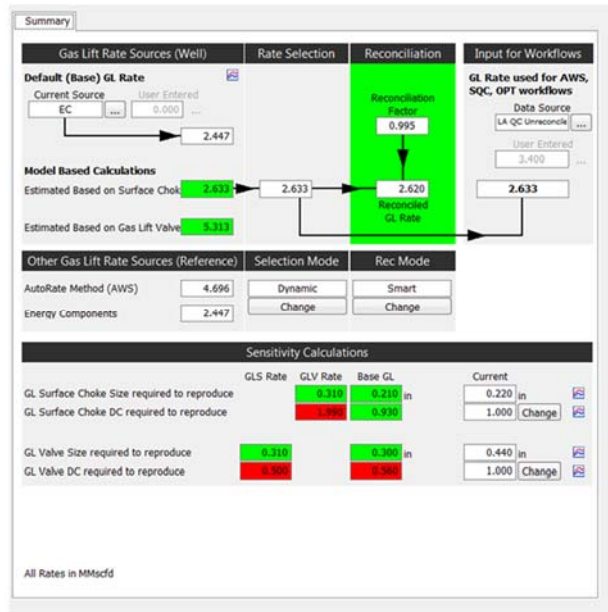 Summary
Gas Lift Rate Sources (Well) Rate Selection Reconciliation Input for Workflows
Default (Base) GL Rate
Current Source User Entered
EC ... 0.000 ...
2.447
Reconciliation
Factor
0.995
GL Rate used for AWS,
SQC, OPT workflows
Data Source
LA QC Unreconcile ...
User Entered
3.400 ...
Model Based Calculations
Estimated Based on Surface Chok 2.633 2.633 2.620 2.633
Reconciled
GL Rate
Estimated Based on Gas Lift Valve 5.313
Other Gas Lift Rate Sources (Reference) Selection Mode Rec Mode
AutoRate Method (AWS) 4.696 Dynamic Smart
Change Change
Energy Components 2.447
Sensitivity Calculations
GLS Rate GLV Rate Base GL Current
GL Surface Choke Size required to reproduce 0.310 0.210 in 0.220 in
GL Surface Choke DC required to reproduce 1.990 0.930 1.000 Change
GL Valve Size required to reproduce 0.310 0.300 in 0.440 in
GL Valve DC required to reproduce 0.500 0.560 1.000 Change
All Rates in MMscfd